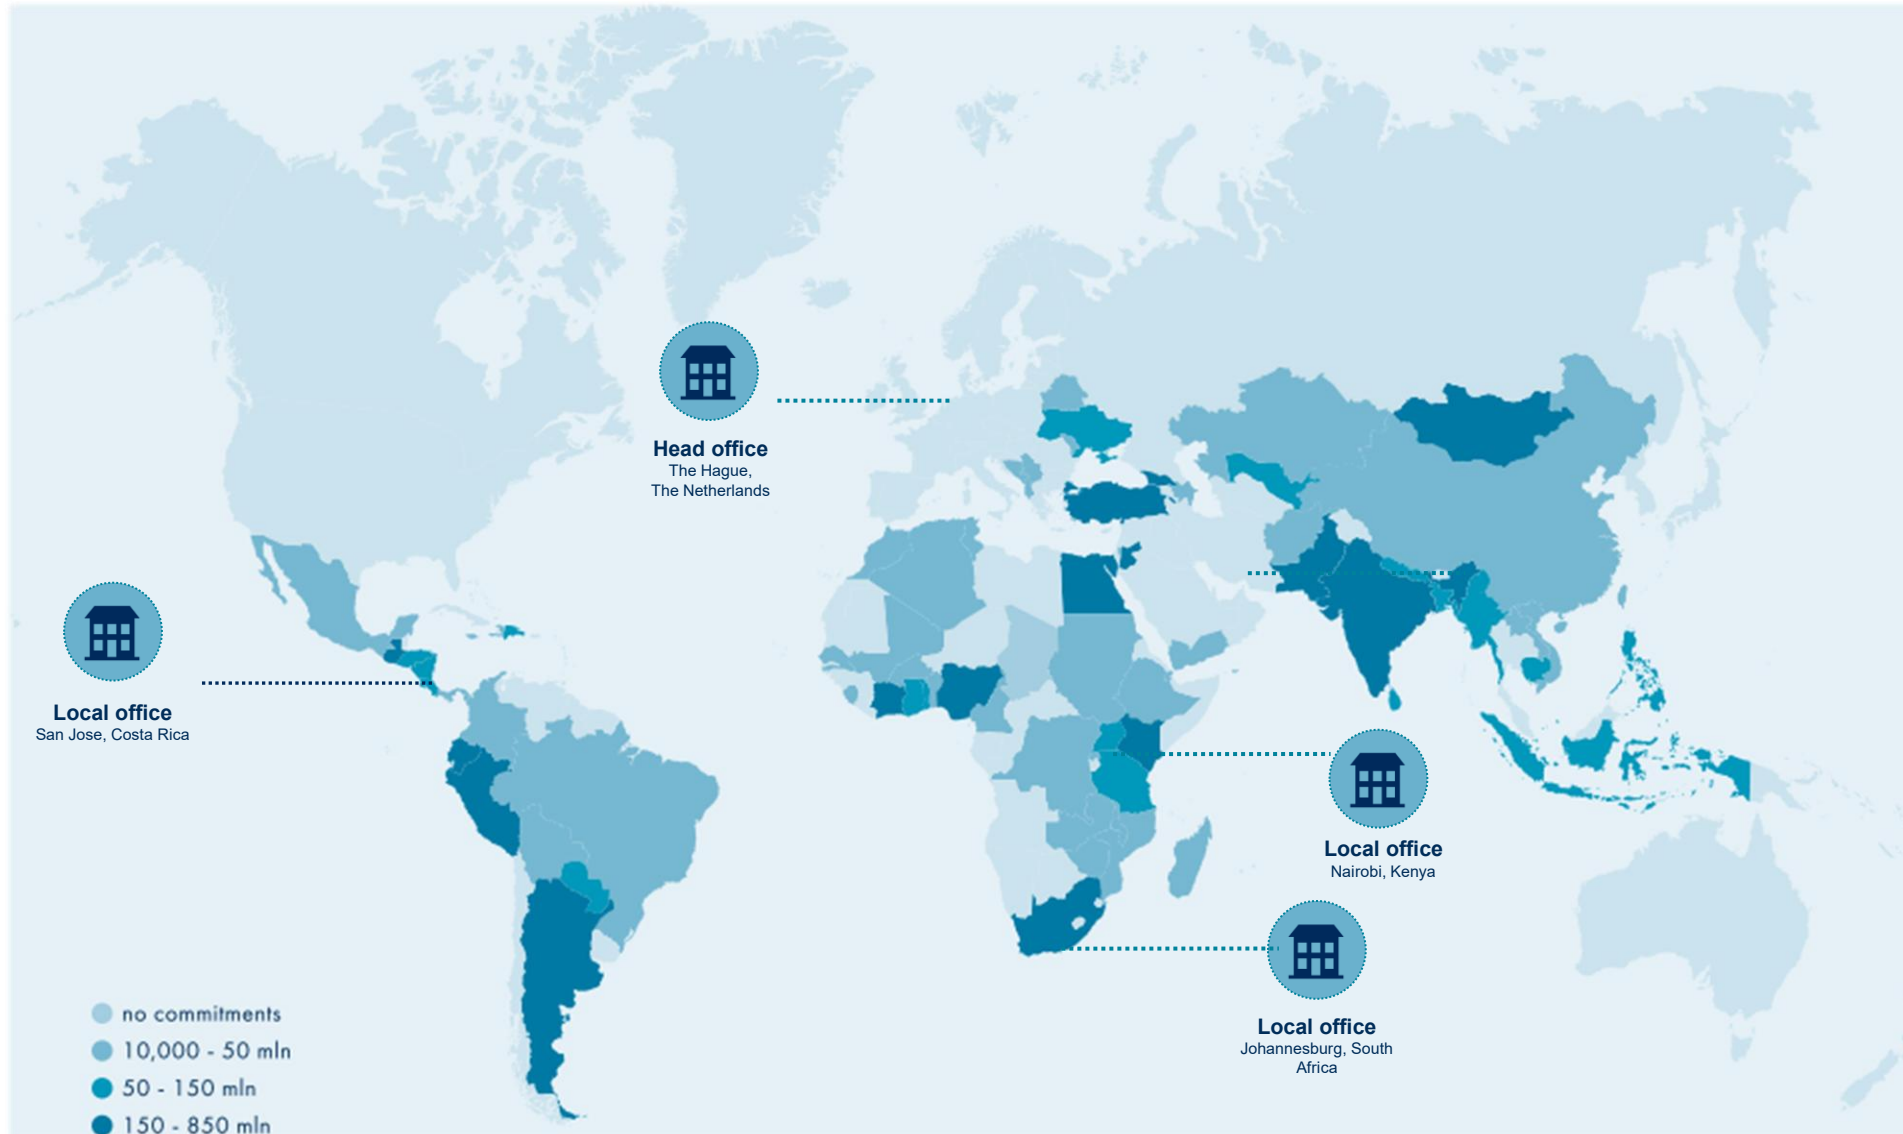 Head office
The Hague,
The Netherlands
Local office
San Jose, Costa Rica
Local office
Nairobi, Kenya
Local office
Johannesburg, South
Africa
no commitments
10,000 - 50 mln
50 - 150 mln
150 - 850 mln